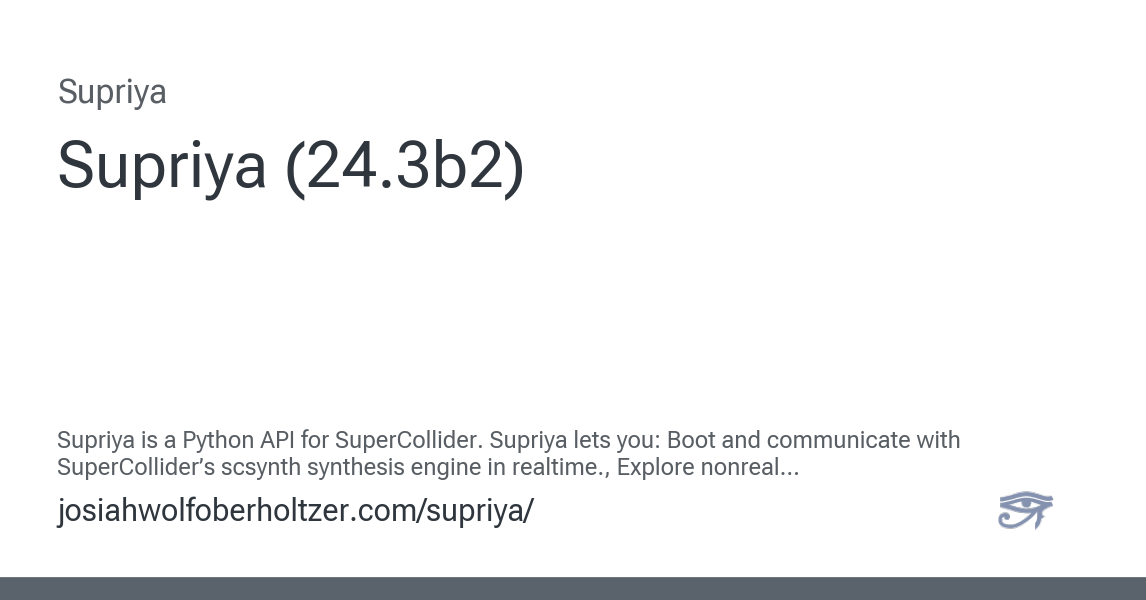 Supriya
Supriya (24.3b2)
Supriya is a Python API for SuperCollider. Supriya lets you: Boot and communicate with
SuperCollider’s scsynth synthesis engine in realtime., Explore nonreal...
josiahwolfoberholtzer.com/supriya/